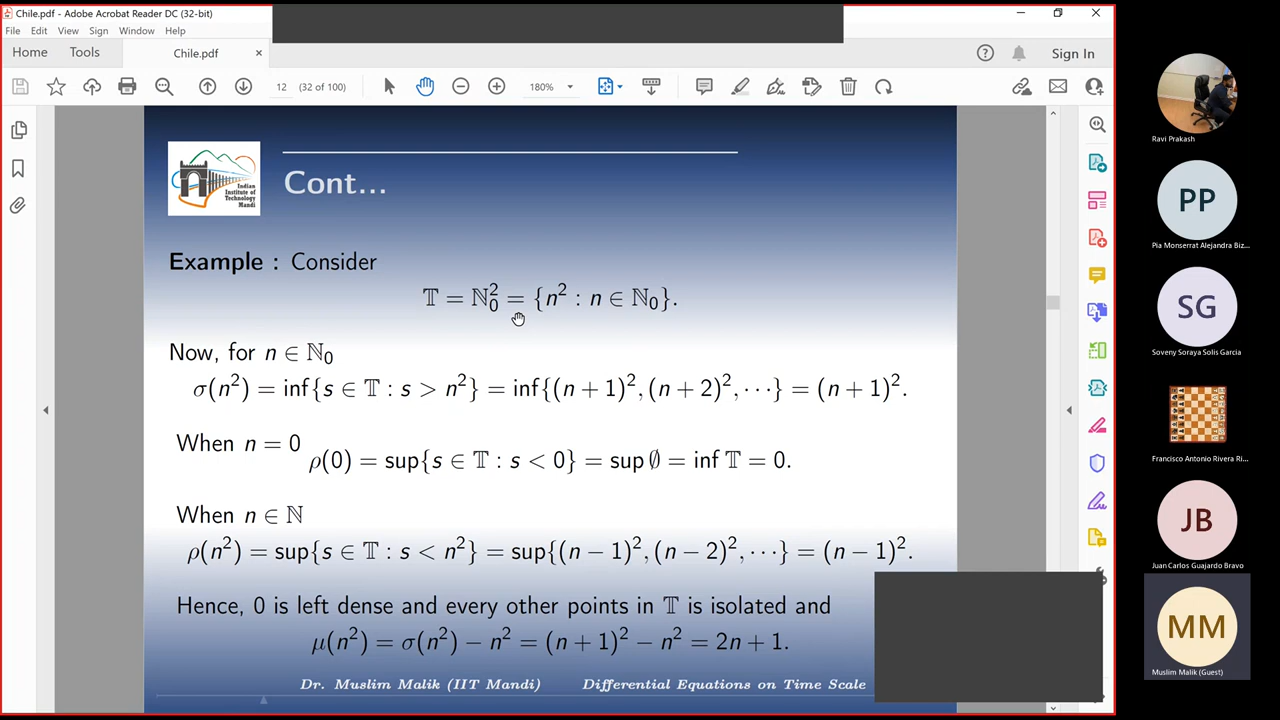 Chile.pdf - Adobe Acrobat Reader DC (32-bit)
File Edit View Sign Window Help
Home Tools Chile.pdf × Sign In
12 (32 of 100) 180%
Indian Institute of Technology Mandi
Cont...
Example : Consider
𝕋 = ℕ₀² = {n² : n ∈ ℕ₀}.
Now, for n ∈ ℕ₀
σ(n²) = inf{s ∈ 𝕋 : s > n²} = inf{(n + 1)², (n + 2)², ⋯} = (n + 1)².
When n = 0
ρ(0) = sup{s ∈ 𝕋 : s < 0} = sup ∅ = inf 𝕋 = 0.
When n ∈ ℕ
ρ(n²) = sup{s ∈ 𝕋 : s < n²} = sup{(n − 1)², (n − 2)², ⋯} = (n − 1)².
Hence, 0 is left dense and every other points in 𝕋 is isolated and
μ(n²) = σ(n²) − n² = (n + 1)² − n² = 2n + 1.
Dr. Muslim Malik (IIT Mandi) Differential Equations on Time Scale
Ravi Prakash
PP
Pia Monserrat Alejandra Biz...
SG
Soveny Soraya Solis Garcia
Francisco Antonio Rivera Ri...
JB
Juan Carlos Guajardo Bravo
MM
Muslim Malik (Guest)